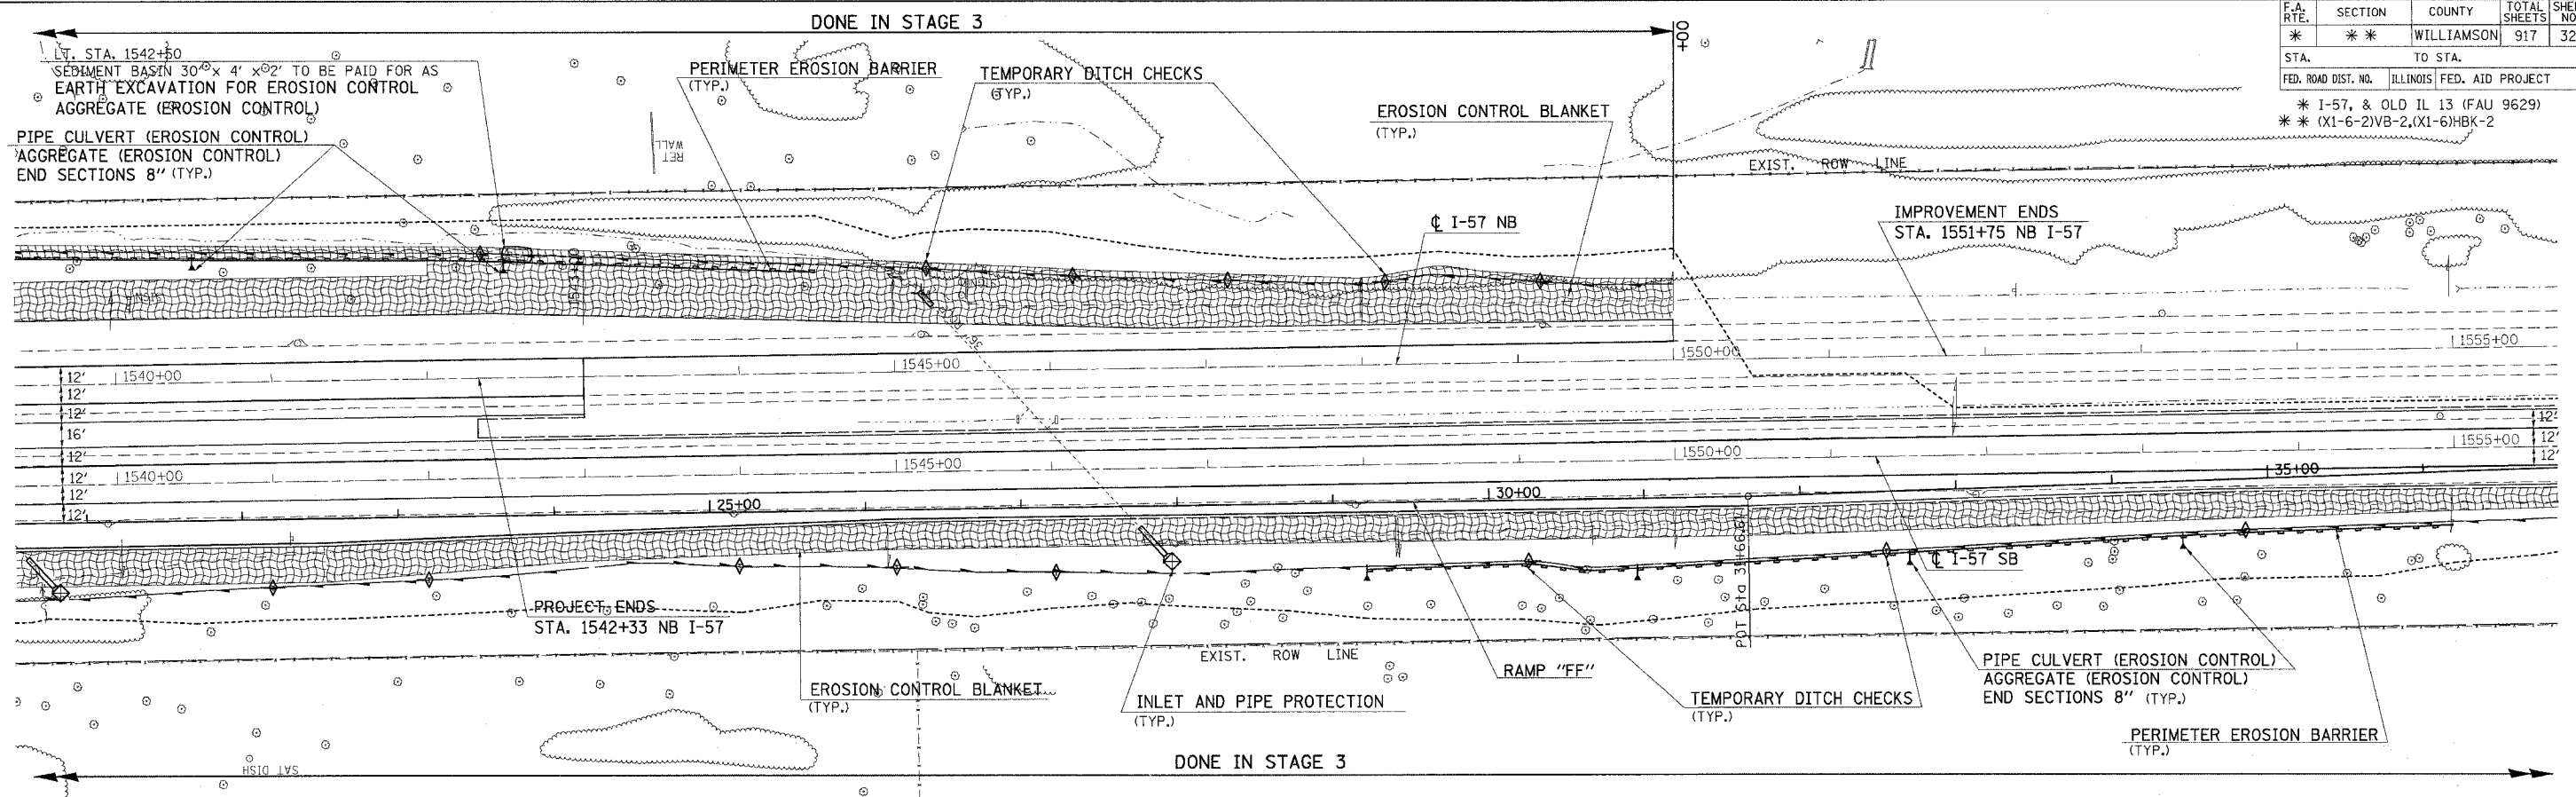 DONE IN STAGE 3
+00
F.A. RTE. SECTION COUNTY TOTAL SHEETS
* * * WILLIAMSON 917
STA. TO STA.
FED. ROAD DIST. NO. ILLINOIS FED. AID PROJECT
* I-57, & OLD IL 13 (FAU 9629)
* * (X1-6-2)VB-2,(X1-6)HBK-2
LT. STA. 1542+50
SEDIMENT BASIN 30' x 4' x 2' TO BE PAID FOR AS
EARTH EXCAVATION FOR EROSION CONTROL
AGGREGATE (EROSION CONTROL)
PIPE CULVERT (EROSION CONTROL)
AGGREGATE (EROSION CONTROL)
END SECTIONS 8" (TYP.)
PERIMETER EROSION BARRIER
(TYP.)
TEMPORARY DITCH CHECKS
(TYP.)
EROSION CONTROL BLANKET
(TYP.)
RET
WALL
EXIST. ROW LINE
℄ I-57 NB
IMPROVEMENT ENDS
STA. 1551+75 NB I-57
12'
12'
12'
16'
12'
12'
12'
12'
1540+00
1545+00
1550+00
1555+00
1540+00
1545+00
1550+00
1555+00
12'
12'
12'
25+00
30+00
35+00
℄ I-57 SB
PROJECT ENDS
STA. 1542+33 NB I-57
EXIST. ROW LINE
EROSION CONTROL BLANKET
(TYP.)
INLET AND PIPE PROTECTION
(TYP.)
RAMP "FF"
TEMPORARY DITCH CHECKS
(TYP.)
PIPE CULVERT (EROSION CONTROL)
AGGREGATE (EROSION CONTROL)
END SECTIONS 8" (TYP.)
PERIMETER EROSION BARRIER
(TYP.)
POT Sta
SAT DISH
DONE IN STAGE 3